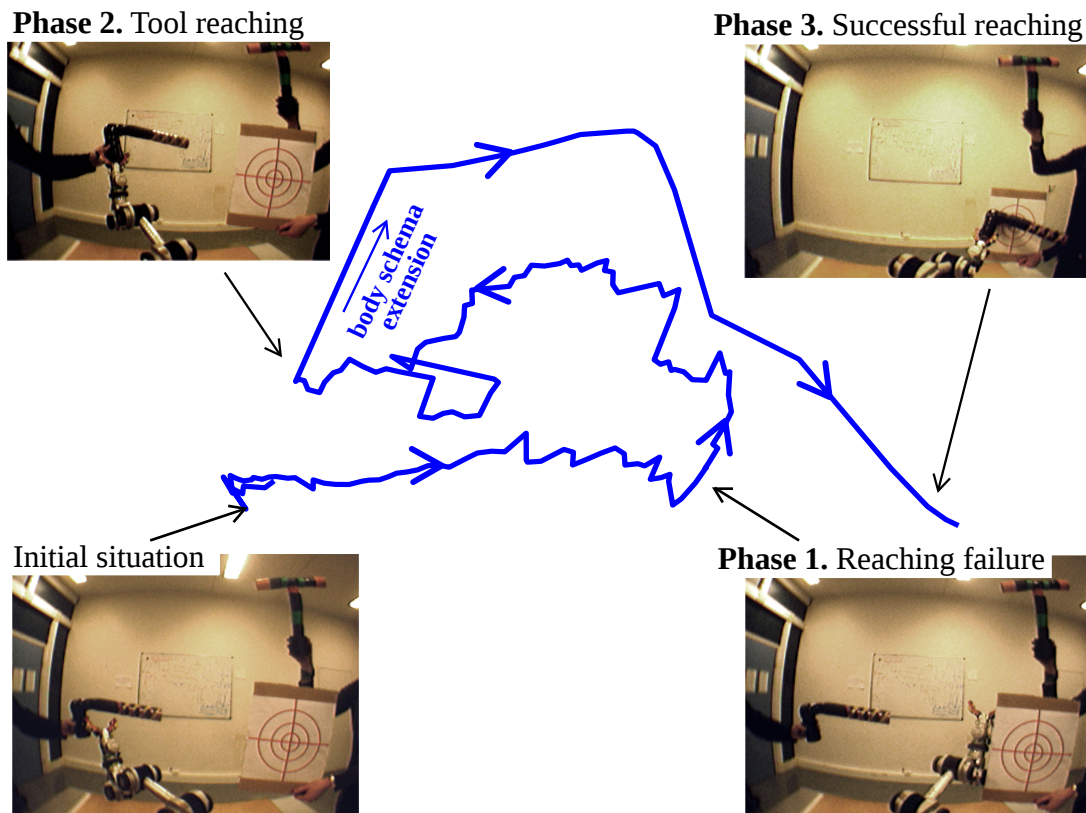 Phase 2. Tool reaching
Phase 3. Successful reaching
body schema
extension
Initial situation
Phase 1. Reaching failure